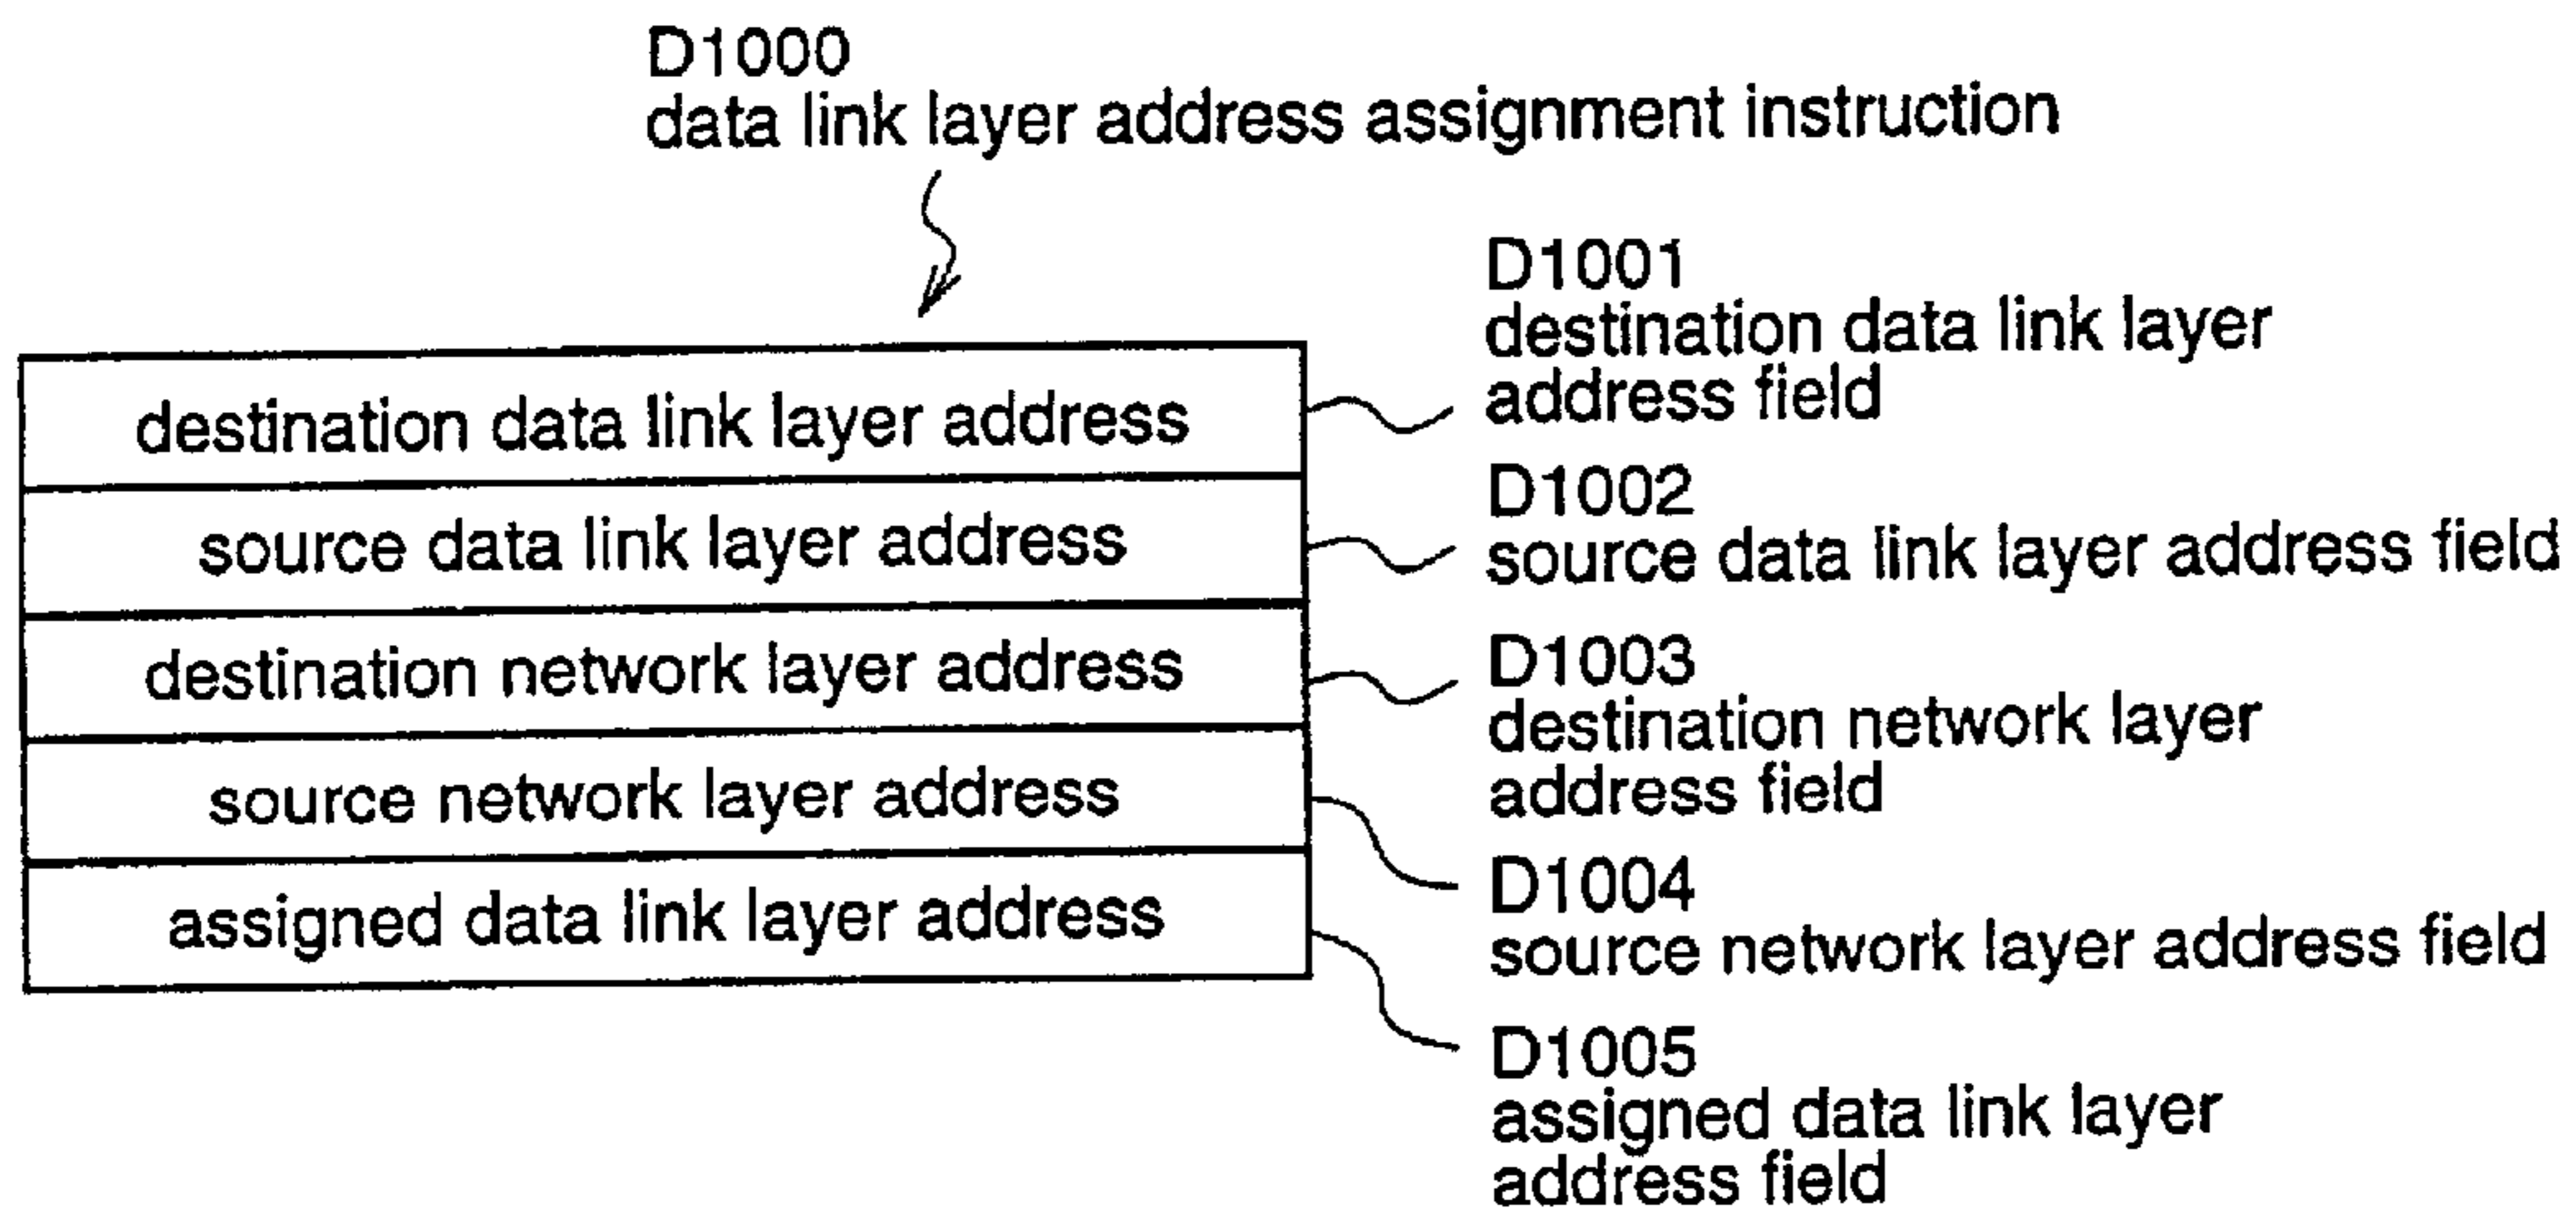 D1000
data link layer address assignment instruction
destination data link layer address
source data link layer address
destination network layer address
source network layer address
assigned data link layer address
D1001
destination data link layer
address field
D1002
source data link layer address field
D1003
destination network layer
address field
D1004
source network layer address field
D1005
assigned data link layer
address field